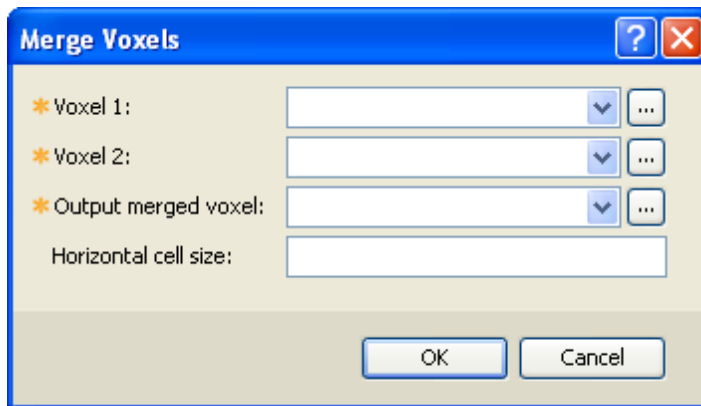 Merge Voxels
?
*Voxel 1:
...
*Voxel 2:
...
*Output merged voxel:
...
Horizontal cell size:
OK Cancel